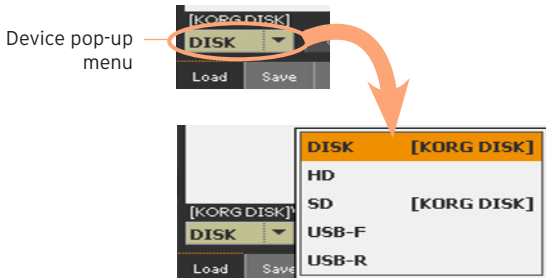 [KORG DISK]
Device pop-up
menu
DISK
Load Save
DISK [KORG DISK]
HD
SD [KORG DISK]
USB-F
USB-R
[KORG DISK]
DISK
Load Save